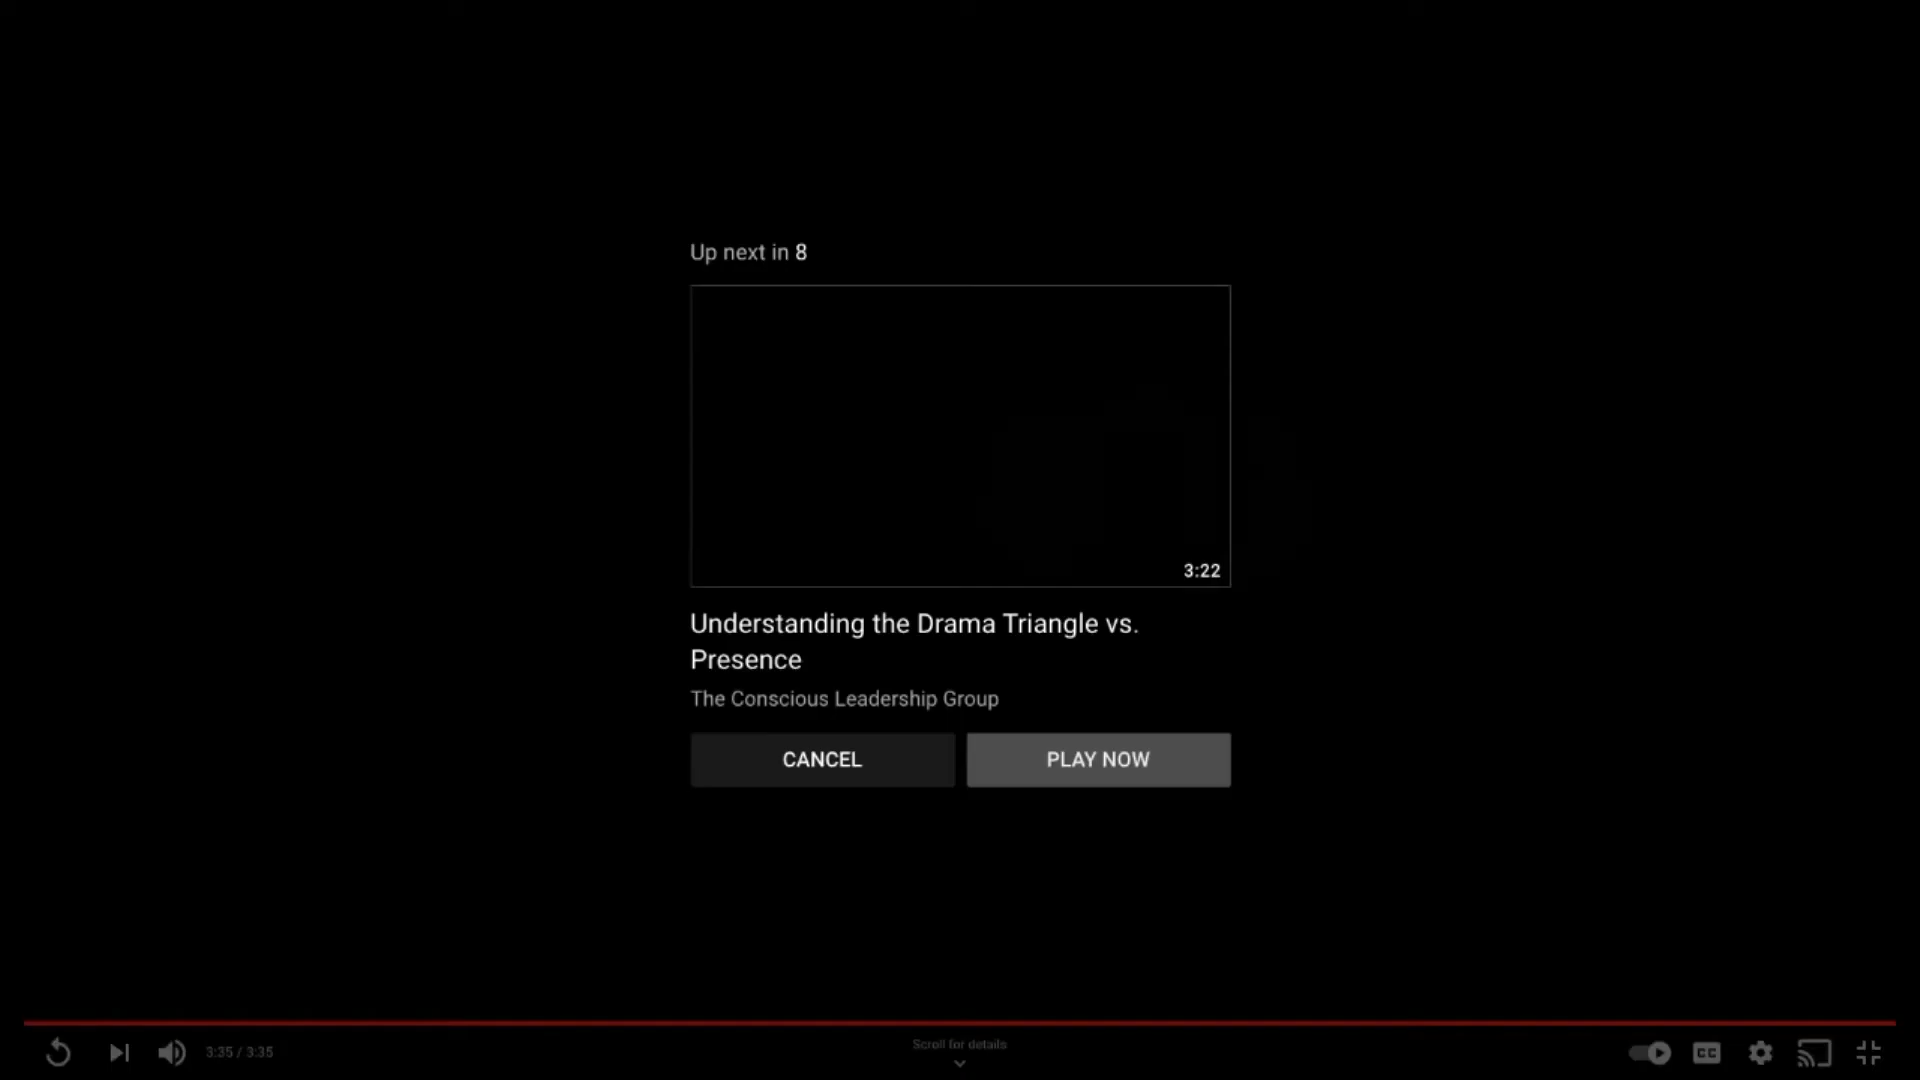 Up next in 8
3:22
Understanding the Drama Triangle vs.
Presence
The Conscious Leadership Group
CANCEL
PLAY NOW
Scroll for details
3:35 / 3:35
CC